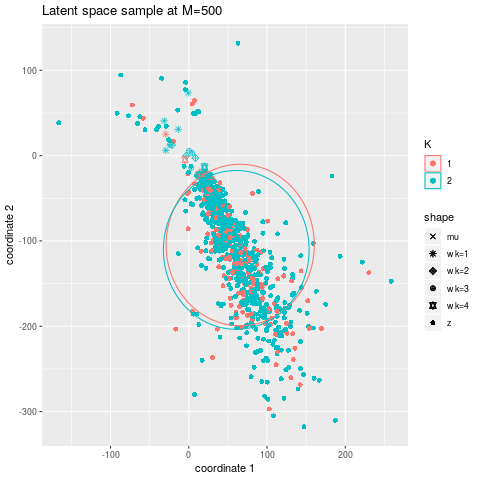 Latent space sample at M=500
100
0
-100
-200
-300
-100
0
100
200
coordinate 1
coordinate 2
K
1
2
shape
mu
w k=1
w k=2
w k=3
w k=4
z